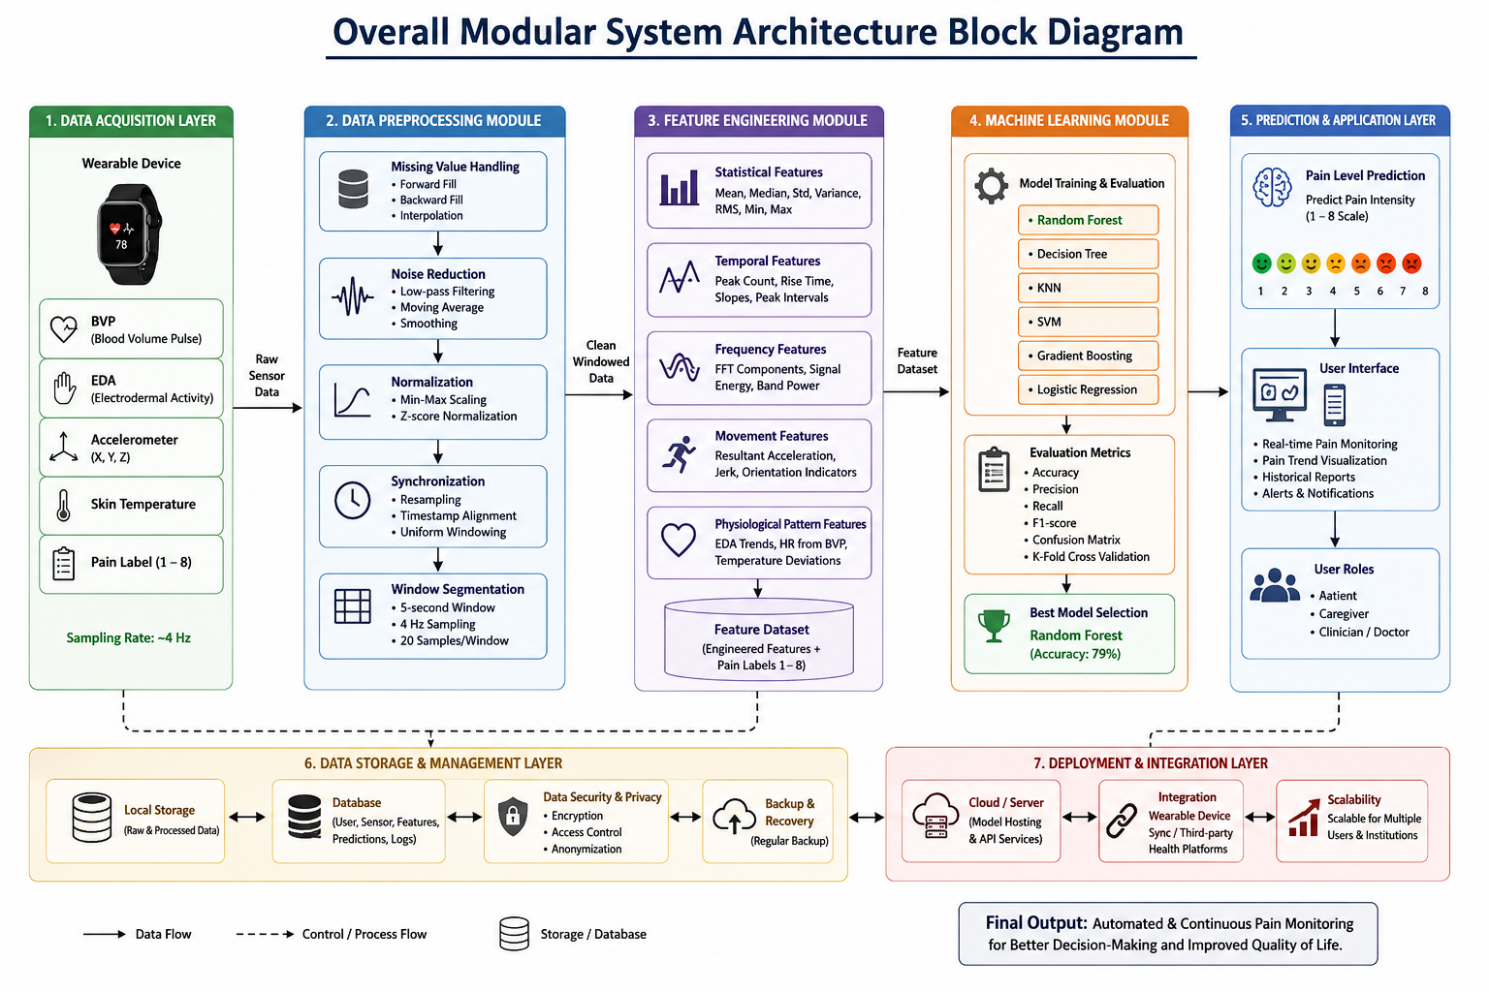 Overall Modular System Architecture Block Diagram
1. DATA ACQUISITION LAYER
Wearable Device
78
BVP
(Blood Volume Pulse)
EDA
(Electrodermal Activity)
Accelerometer
(X, Y, Z)
Skin Temperature
Pain Label (1 – 8)
Sampling Rate: ~4 Hz
Raw
Sensor
Data
2. DATA PREPROCESSING MODULE
Missing Value Handling
• Forward Fill
• Backward Fill
• Interpolation
Noise Reduction
• Low-pass Filtering
• Moving Average
• Smoothing
Normalization
• Min-Max Scaling
• Z-score Normalization
Synchronization
• Resampling
• Timestamp Alignment
• Uniform Windowing
Window Segmentation
• 5-second Window
• 4 Hz Sampling
• 20 Samples/Window
Clean
Windowed
Data
3. FEATURE ENGINEERING MODULE
Statistical Features
Mean, Median, Std, Variance,
RMS, Min, Max
Temporal Features
Peak Count, Rise Time,
Slopes, Peak Intervals
Frequency Features
FFT Components, Signal
Energy, Band Power
Movement Features
Resultant Acceleration,
Jerk, Orientation Indicators
Physiological Pattern Features
EDA Trends, HR from BVP,
Temperature Deviations
Feature Dataset
(Engineered Features +
Pain Labels 1 – 8)
Feature
Dataset
4. MACHINE LEARNING MODULE
Model Training & Evaluation
• Random Forest
• Decision Tree
• KNN
• SVM
• Gradient Boosting
• Logistic Regression
Evaluation Metrics
• Accuracy
• Precision
• Recall
• F1-score
• Confusion Matrix
• K-Fold Cross Validation
Best Model Selection
Random Forest
(Accuracy: 79%)
5. PREDICTION & APPLICATION LAYER
Pain Level Prediction
Predict Pain Intensity
(1 – 8 Scale)
1 2 3 4 5 6 7 8
User Interface
• Real-time Pain Monitoring
• Pain Trend Visualization
• Historical Reports
• Alerts & Notifications
User Roles
• Aatient
• Caregiver
• Clinician / Doctor
6. DATA STORAGE & MANAGEMENT LAYER
Local Storage
(Raw & Processed Data)
Database
(User, Sensor, Features,
Predictions, Logs)
Data Security & Privacy
• Encryption
• Access Control
• Anonymization
Backup &
Recovery
(Regular Backup)
7. DEPLOYMENT & INTEGRATION LAYER
Cloud / Server
(Model Hosting
& API Services)
Integration
Wearable Device
Sync / Third-party
Health Platforms
Scalability
Scalable for Multiple
Users & Institutions
Data Flow
Control / Process Flow
Storage / Database
Final Output: Automated & Continuous Pain Monitoring
for Better Decision-Making and Improved Quality of Life.